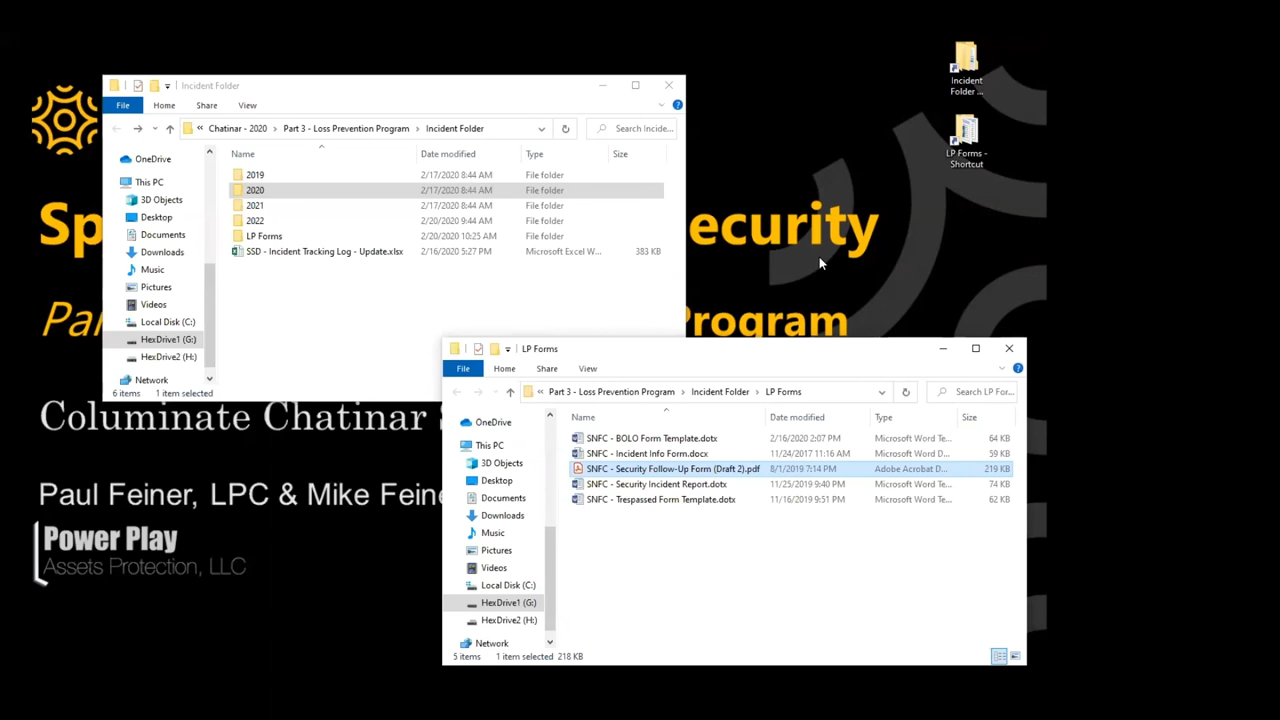 Incident Folder
File Home Share View
Chatinar - 2020 Part 3 - Loss Prevention Program Incident Folder Search Incide...
Name Date modified Type Size
OneDrive
This PC
3D Objects
Desktop
Documents
Downloads
Music
Pictures
Videos
Local Disk (C:)
HexDrive1 (G:)
HexDrive2 (H:)
Network
2019 2/17/2020 8:44 AM File folder
2020 2/17/2020 8:44 AM File folder
2021 2/17/2020 8:44 AM File folder
2022 2/20/2020 9:44 AM File folder
LP Forms 2/20/2020 10:25 AM File folder
SSD - Incident Tracking Log - Update.xlsx 2/16/2020 5:27 PM Microsoft Excel W... 383 KB
6 items 1 item selected
Incident
Folder ...
LP Forms -
Shortcut
Sp
ecurity
Pa
Program
LP Forms
File Home Share View
Part 3 - Loss Prevention Program Incident Folder LP Forms Search LP For...
Name Date modified Type Size
OneDrive
This PC
3D Objects
Desktop
Documents
Downloads
Music
Pictures
Videos
Local Disk (C:)
HexDrive1 (G:)
HexDrive2 (H:)
Network
SNFC - BOLO Form Template.dotx 2/16/2020 2:07 PM Microsoft Word Te... 64 KB
SNFC - Incident Info Form.docx 11/24/2017 11:16 AM Microsoft Word D... 59 KB
SNFC - Security Follow-Up Form (Draft 2).pdf 8/1/2019 7:14 PM Adobe Acrobat D... 219 KB
SNFC - Security Incident Report.dotx 11/25/2019 9:40 PM Microsoft Word Te... 74 KB
SNFC - Trespassed Form Template.dotx 11/16/2019 9:51 PM Microsoft Word Te... 62 KB
5 items 1 item selected 218 KB
Columinate Chatinar
Paul Feiner, LPC & Mike Feine
Power Play
Assets Protection, LLC